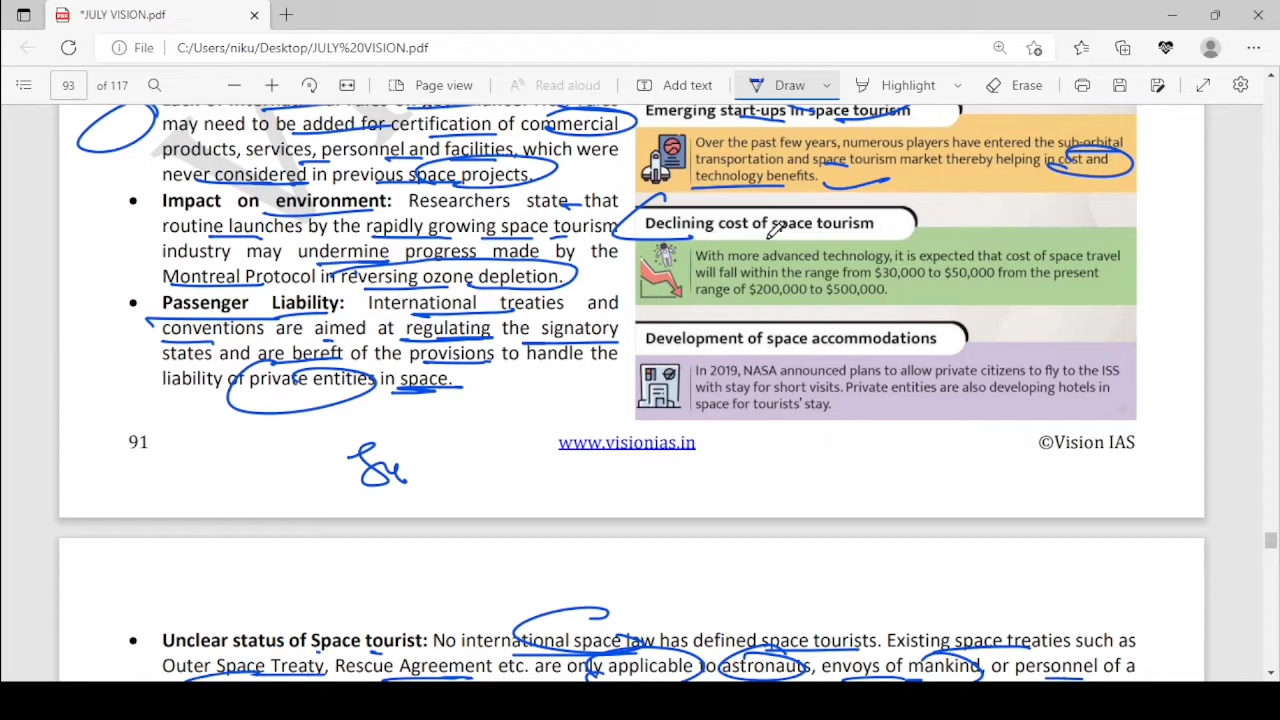 *JULY VISION.pdf
File
C:/Users/niku/Desktop/JULY%20VISION.pdf
93 of 117
Page view
Read aloud
Add text
Draw
Highlight
Erase
may need to be added for certification of commercial
products, services, personnel and facilities, which were
never considered in previous space projects.
• Impact on environment: Researchers state that
routine launches by the rapidly growing space tourism
industry may undermine progress made by the
Montreal Protocol in reversing ozone depletion.
• Passenger Liability: International treaties and
conventions are aimed at regulating the signatory
states and are bereft of the provisions to handle the
liability of private entities in space.
Emerging start-ups in space tourism
Over the past few years, numerous players have entered the sub-orbital
transportation and space tourism market thereby helping in cost and
technology benefits.
Declining cost of space tourism
With more advanced technology, it is expected that cost of space travel
will fall within the range from $30,000 to $50,000 from the present
range of $200,000 to $500,000.
Development of space accommodations
In 2019, NASA announced plans to allow private citizens to fly to the ISS
with stay for short visits. Private entities are also developing hotels in
space for tourists' stay.
91
www.visionias.in
©Vision IAS
• Unclear status of Space tourist: No international space law has defined space tourists. Existing space treaties such as
Outer Space Treaty, Rescue Agreement etc. are only applicable to astronauts, envoys of mankind, or personnel of a